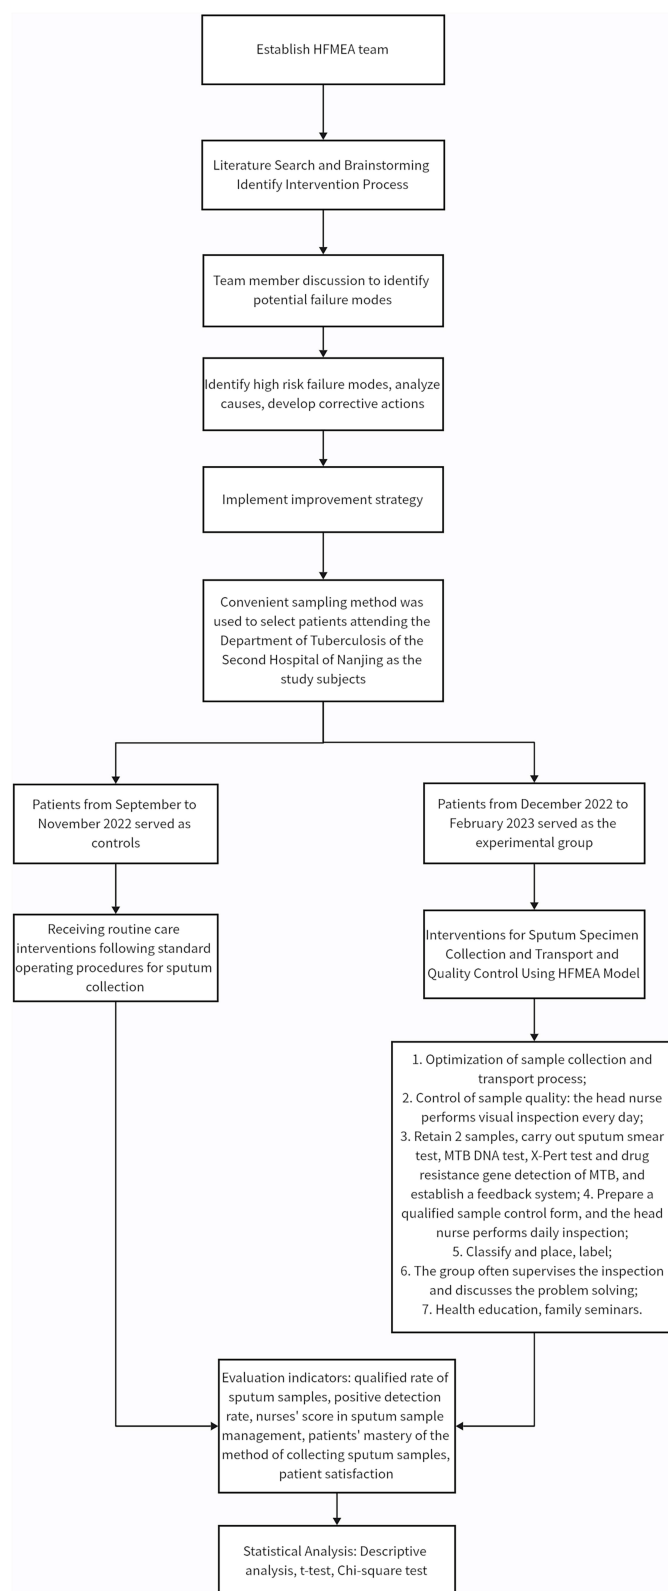 Establish HFMEA team
Literature Search and Brainstorming
Identify Intervention Process
Team member discussion to identify
potential failure modes
Identify high risk failure modes, analyze
causes, develop corrective actions
Implement improvement strategy
Convenient sampling method was
used to select patients attending the
Department of Tuberculosis of the
Second Hospital of Nanjing as the
study subjects
Patients from September to
November 2022 served as
controls
Patients from December 2022 to
February 2023 served as the
experimental group
Receiving routine care
interventions following standard
operating procedures for sputum
collection
Interventions for Sputum Specimen
Collection and Transport and
Quality Control Using HFMEA Model
1. Optimization of sample collection and
transport process;
2. Control of sample quality: the head nurse
performs visual inspection every day;
3. Retain 2 samples, carry out sputum smear
test, MTB DNA test, X-Pert test and drug
resistance gene detection of MTB, and
establish a feedback system; 4. Prepare a
qualified sample control form, and the head
nurse performs daily inspection;
5. Classify and place, label;
6. The group often supervises the inspection
and discusses the problem solving;
7. Health education, family seminars.
Evaluation indicators: qualified rate of
sputum samples, positive detection
rate, nurses' score in sputum sample
management, patients' mastery of the
method of collecting sputum samples,
patient satisfaction
Statistical Analysis: Descriptive
analysis, t-test, Chi-square test